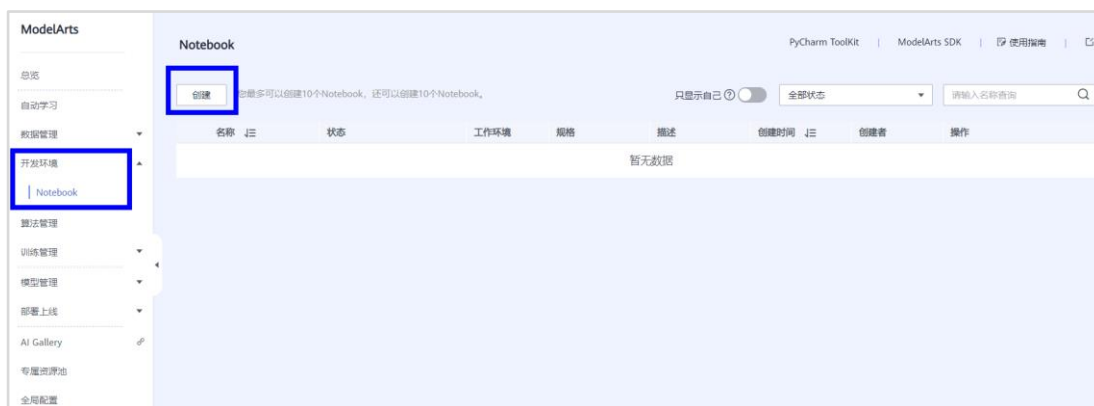 ModelArts
总览
自动学习
数据管理
开发环境
Notebook
算法管理
训练管理
模型管理
部署上线
AI Gallery
专属资源池
全局配置
Notebook
PyCharm ToolKit | ModelArts SDK | 使用指南 |
创建 您最多可以创建10个Notebook，还可以创建10个Notebook。 只显示自己 全部状态 请输入名称查询
名称 状态 工作环境 规格 描述 创建时间 创建者 操作
暂无数据